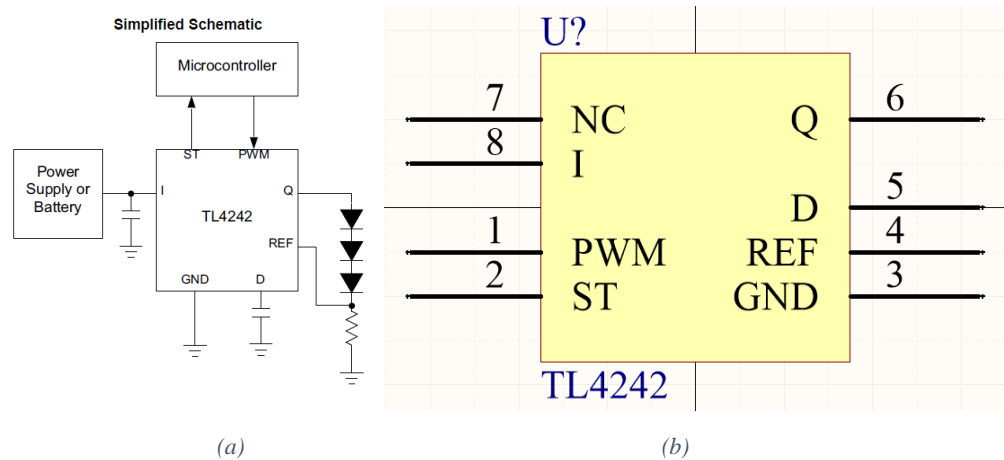 Simplified Schematic
Microcontroller
ST PWM
Power
Supply or
Battery
I
Q
TL4242
REF
GND D
(a)
U?
7 NC Q 6
8 I
D 5
1 PWM REF 4
2 ST GND 3
TL4242
(b)